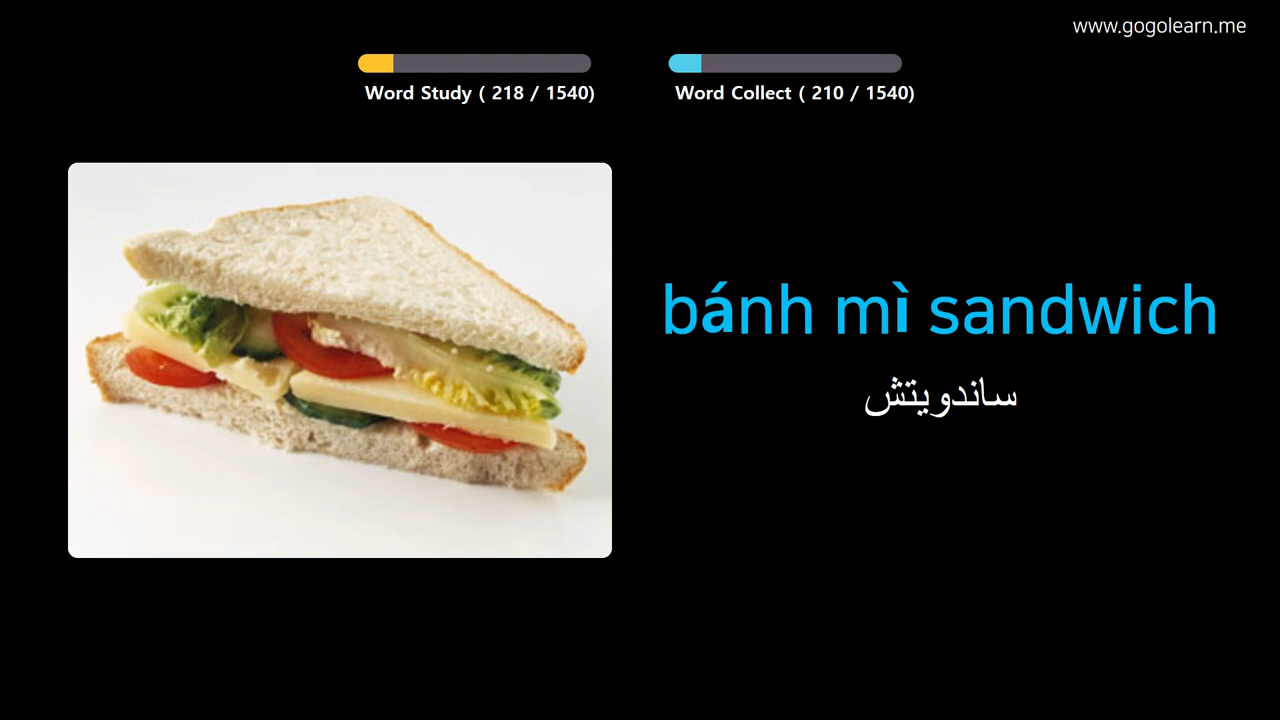 www.gogolearn.me
Word Study ( 218 / 1540)
Word Collect ( 210 / 1540)
bánh mì sandwich
ساندويتش